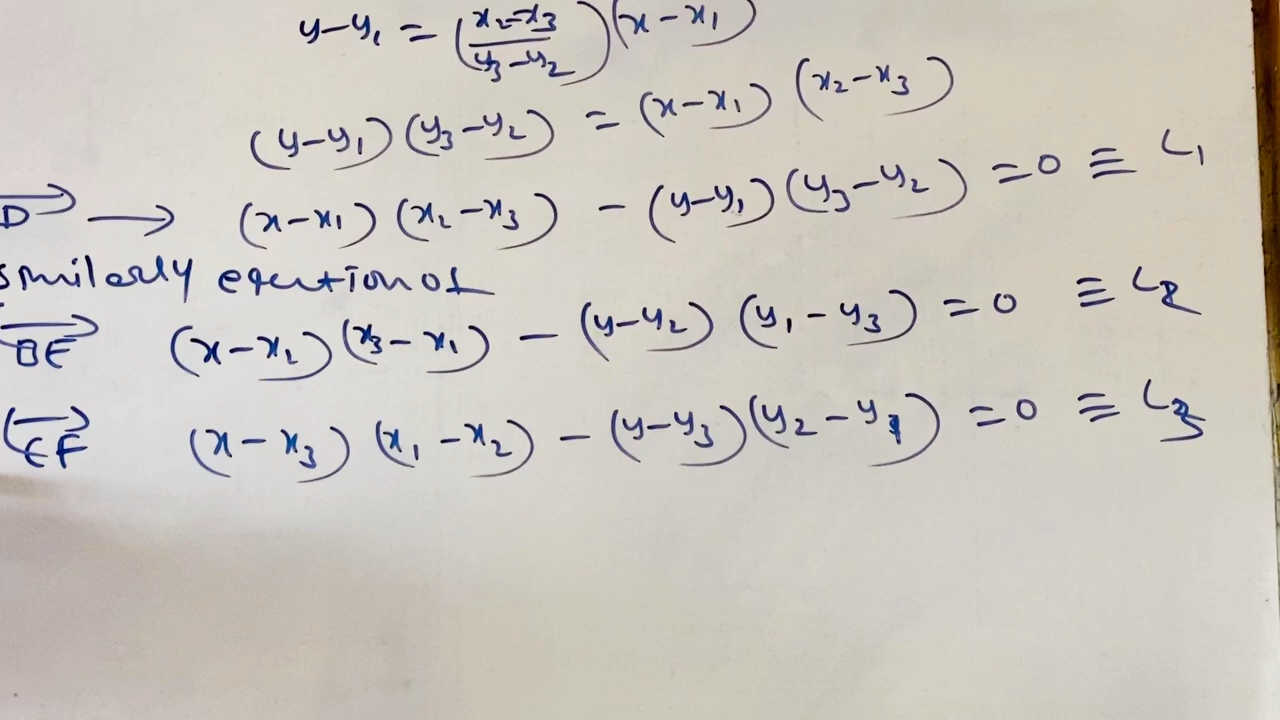 y-y₁ = (x₂-x₃/y₃-y₂)(x-x₁)
(y-y₁)(y₃-y₂) = (x-x₁)(x₂-x₃)
D → (x-x₁)(x₂-x₃) - (y-y₁)(y₃-y₂) = 0 ≡ L₁
similarly equation of
BE (x-x₂)(x₃-x₁) - (y-y₂)(y₁-y₃) = 0 ≡ L₂
CF (x-x₃)(x₁-x₂) - (y-y₃)(y₂-y₁) = 0 ≡ L₃